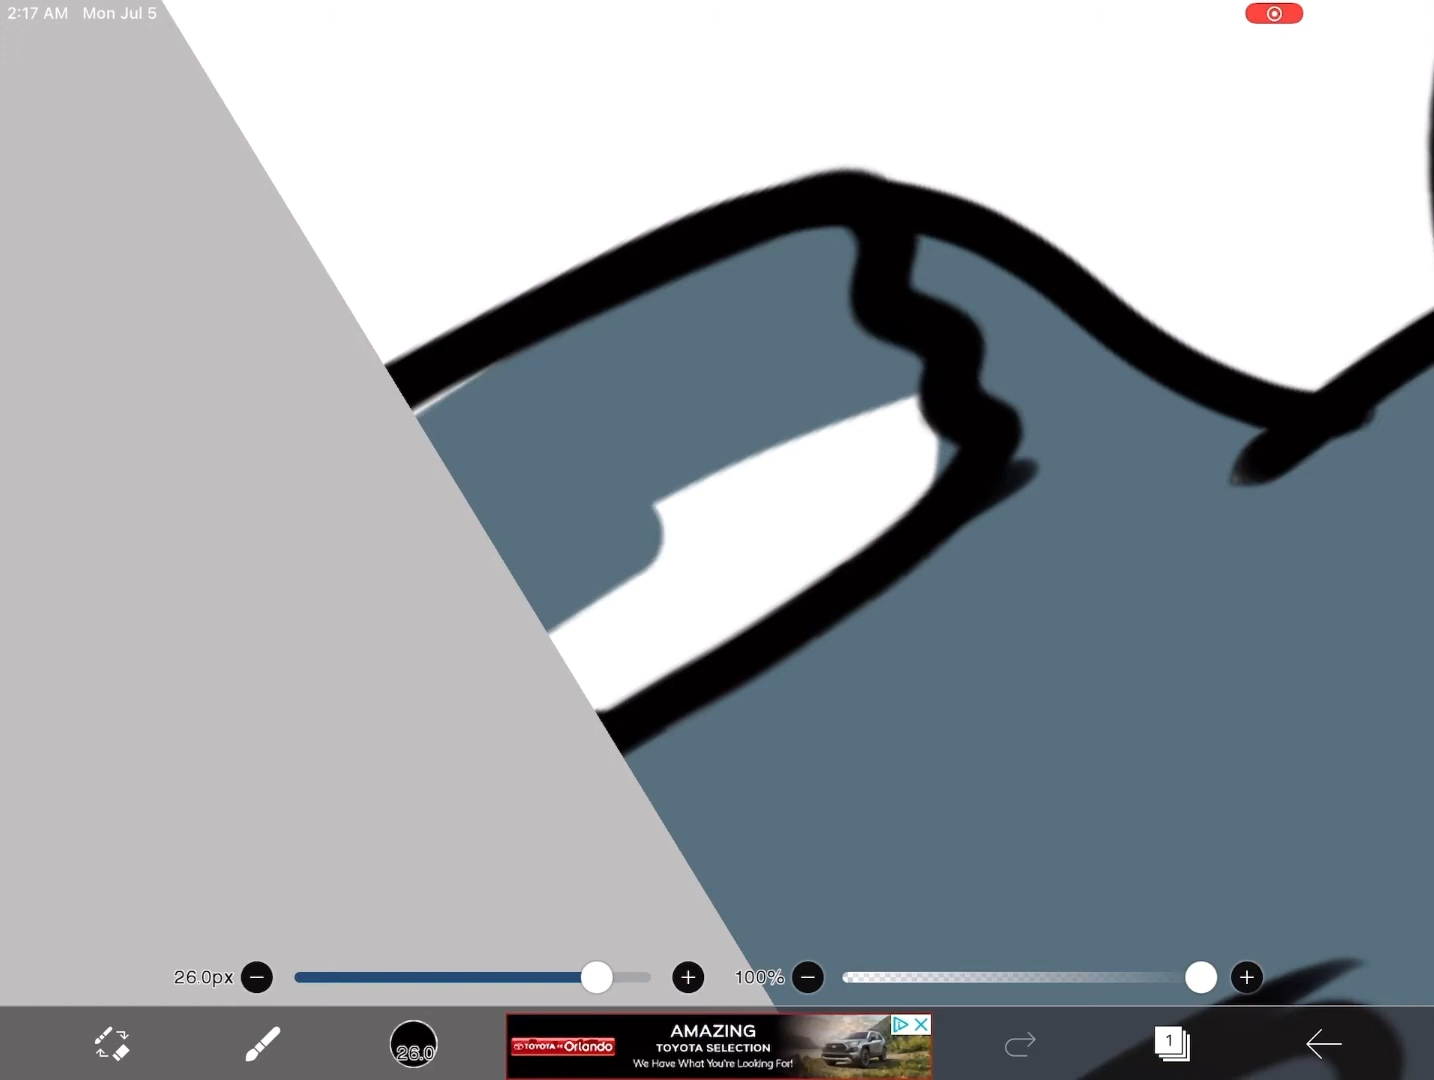 2:17 AM Mon Jul 5
26.0px
100%
26.0
TOYOTA of Orlando
AMAZING
TOYOTA SELECTION
We Have What You're Looking For!
1